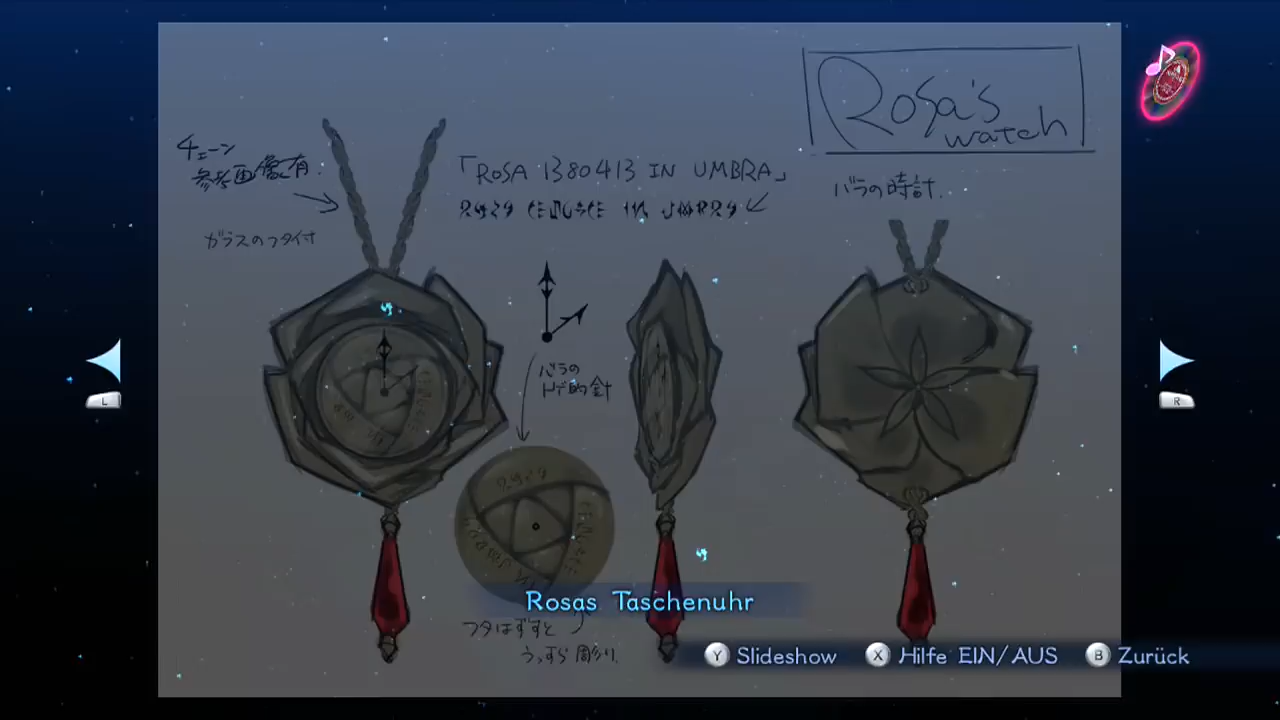 Rosa's
watch
チェーン
参考画像有.
「ROSA 1380413 IN UMBRA」
バラの時計.
ガラスのフタ付
バラの
トゲ的針
フタはずすと
うっすら彫り.
Rosas Taschenuhr
L
R
Y Slideshow X Hilfe EIN/AUS B Zurück